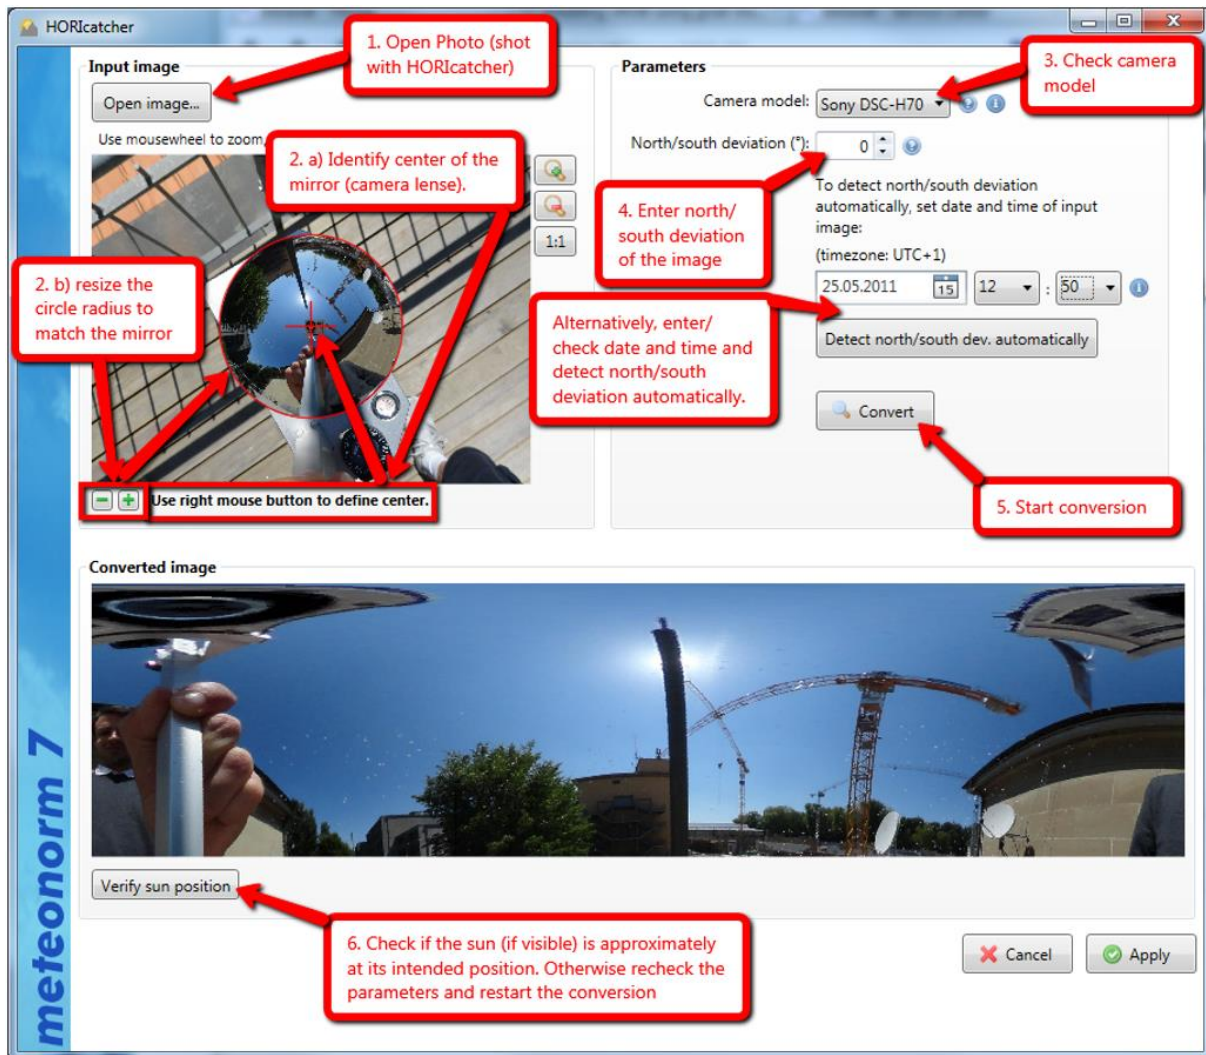 HORIcatcher
1. Open Photo (shot
with HORIcatcher)
Input image
Open image...
Use mousewheel to zoom,
2. a) Identify center of the
mirror (camera lense).
1:1
2. b) resize the
circle radius to
match the mirror
Use right mouse button to define center.
Parameters
3. Check camera
model
Camera model:
Sony DSC-H70
North/south deviation (°):
0
4. Enter north/
south deviation
of the image
To detect north/south deviation
automatically, set date and time of input
image:
(timezone: UTC+1)
25.05.2011
15
12
:
50
Alternatively, enter/
check date and time and
detect north/south
deviation automatically.
Detect north/south dev. automatically
Convert
5. Start conversion
Converted image
Verify sun position
6. Check if the sun (if visible) is approximately
at its intended position. Otherwise recheck the
parameters and restart the conversion
Cancel
Apply
meteonorm 7